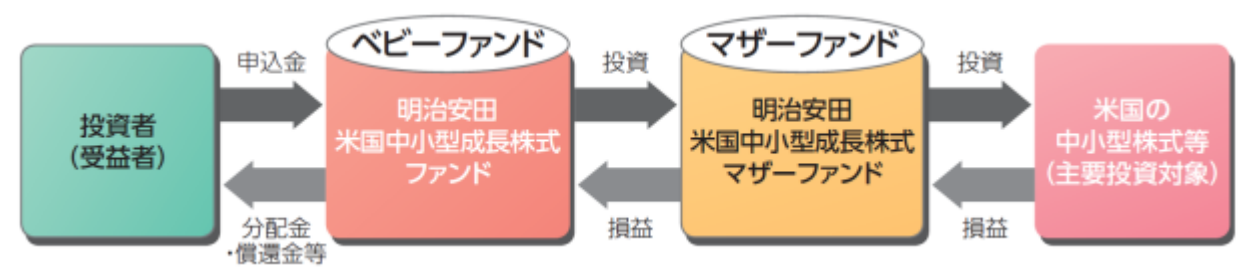 投資者
(受益者)
申込金
分配金
・償還金等
ベビーファンド
明治安田
米国中小型成長株式
ファンド
投資
損益
マザーファンド
明治安田
米国中小型成長株式
マザーファンド
投資
損益
米国の
中小型株式等
(主要投資対象)